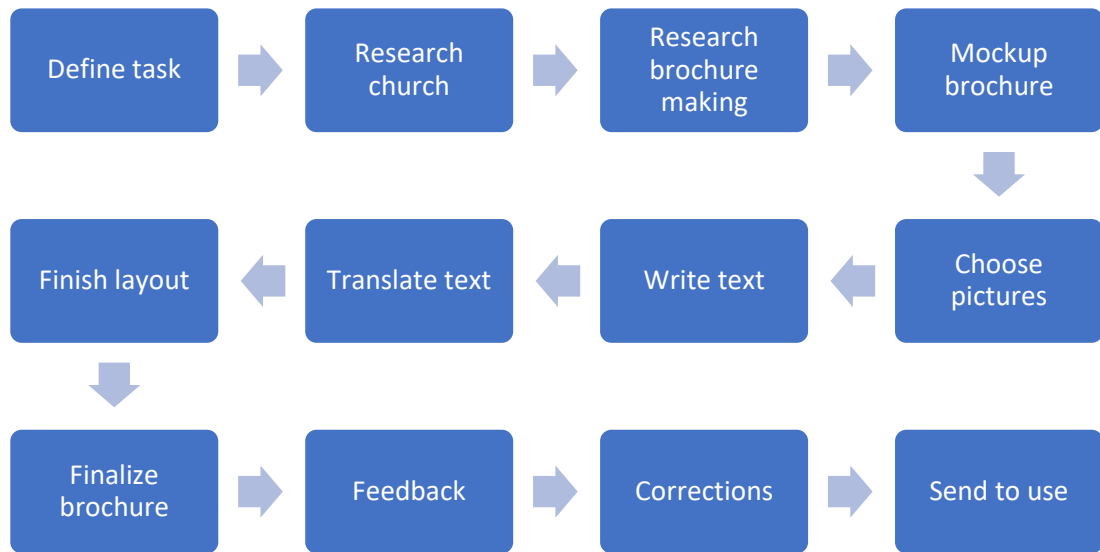 Define task
Research
church
Research
brochure
making
Mockup
brochure
Choose
pictures
Write text
Translate text
Finish layout
Finalize
brochure
Feedback
Corrections
Send to use